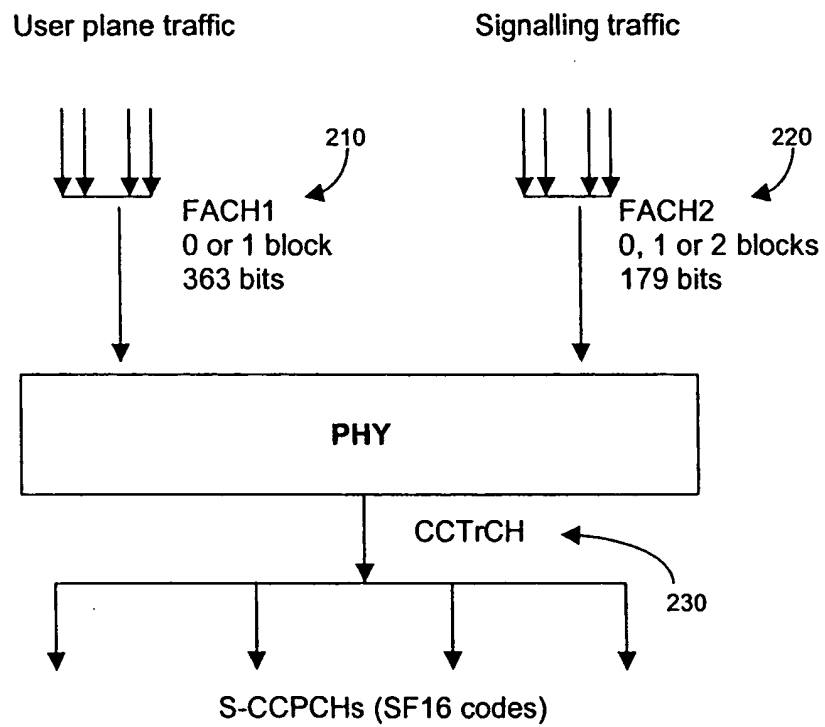 User plane traffic
Signalling traffic
210
220
FACH1
0 or 1 block
363 bits
FACH2
0, 1 or 2 blocks
179 bits
PHY
CCTrCH
230
S-CCPCHs (SF16 codes)